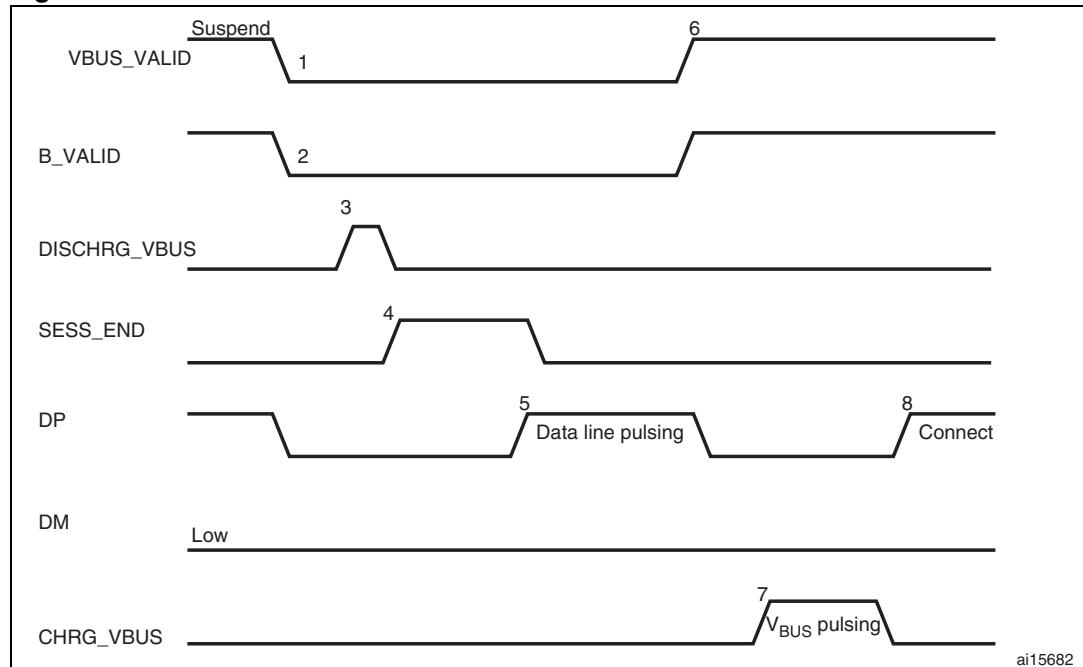 Suspend
6
VBUS_VALID
1
B_VALID
2
3
DISCHRG_VBUS
4
SESS_END
5
8
DP
Data line pulsing
Connect
DM
Low
7
VBUS pulsing
CHRG_VBUS
ai15682